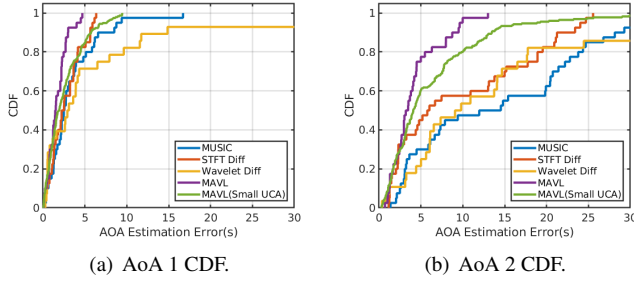 1
0.8
0.6
0.4
0.2
0
CDF
0 5 10 15 20 25 30
AOA Estimation Error(s)
MUSIC
STFT Diff
Wavelet Diff
MAVL
MAVL(Small UCA)
(a) AoA 1 CDF.
1
0.8
0.6
0.4
0.2
0
CDF
0 5 10 15 20 25 30
AOA Estimation Error(s)
MUSIC
STFT Diff
Wavelet Diff
MAVL
MAVL(Small UCA)
(b) AoA 2 CDF.